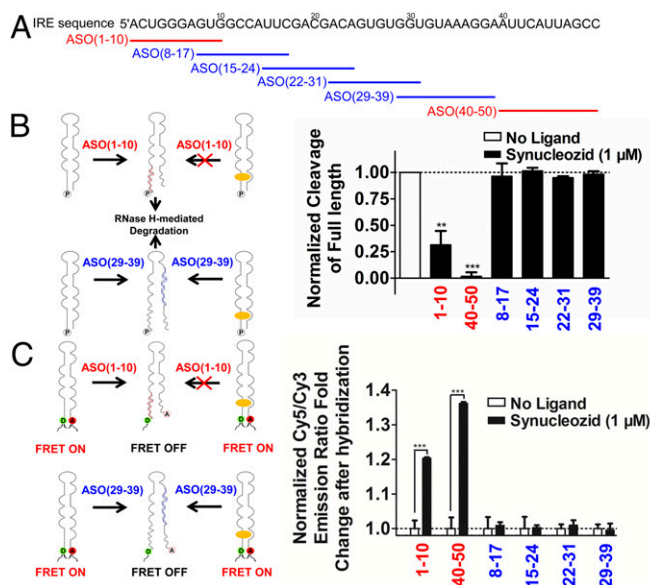 A
IRE sequence 5'ACUGGGAGUGGCCAUUCGACGACAGUGUGGUGUAAAGGAAUUCAUUAGCC
10 20 30 40
ASO(1-10)
ASO(8-17)
ASO(15-24)
ASO(22-31)
ASO(29-39)
ASO(40-50)
B
ASO(1-10) ASO(1-10)
P P P
RNase H-mediated
Degradation
ASO(29-39) ASO(29-39)
P P P
Normalized Cleavage
of Full length
No Ligand
Synucleozid (1 μM)
1.00
0.75
0.50
0.25
0.00
** ***
1-10 40-50 8-17 15-24 22-31 29-39
C
ASO(1-10) ASO(1-10)
D A D A D A
FRET ON FRET OFF FRET ON
ASO(29-39) ASO(29-39)
D A D A D A
FRET ON FRET OFF FRET ON
Normalized Cy5/Cy3
Emission Ratio Fold
Change after hybridization
No Ligand
Synucleozid (1 μM)
1.4
1.3
1.2
1.1
1.0
*** ***
1-10 40-50 8-17 15-24 22-31 29-39